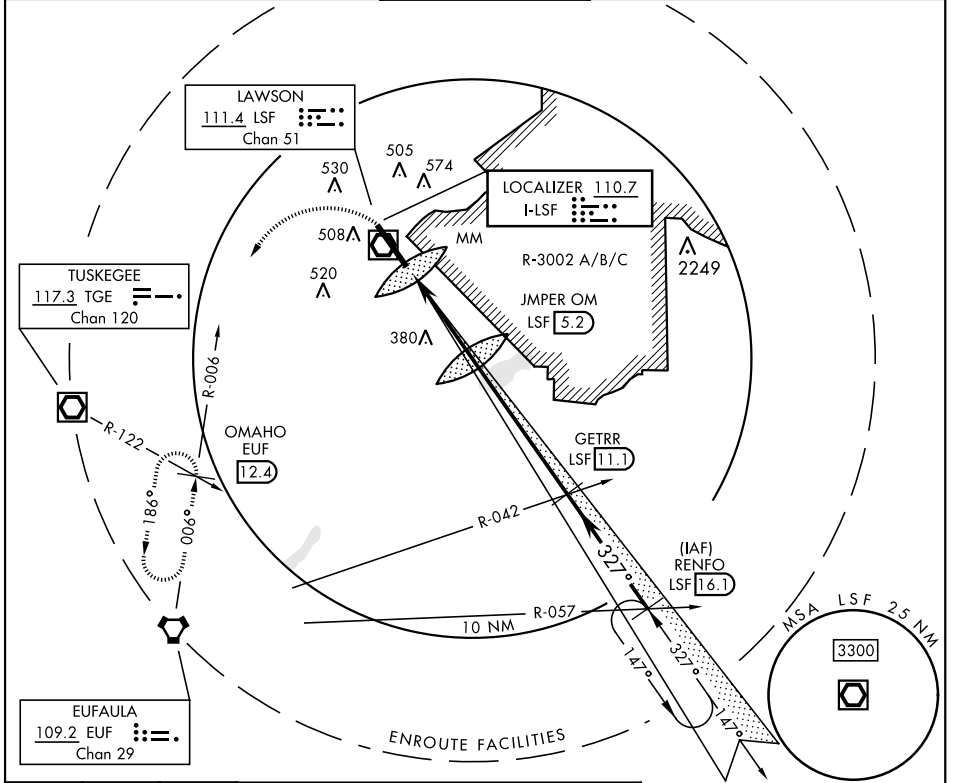 LAWSON
111.4 LSF
Chan 51
530
505
574
508
520
380
LOCALIZER 110.7
I-LSF
MM
R-3002 A/B/C
2249
JMPER OM
LSF 5.2
TUSKEGEE
117.3 TGE
Chan 120
R-006
R-122
OMAHO
EUF
12.4
186°
006°
GETRR
LSF 11.1
R-042
327°
(IAF)
RENFO
LSF 16.1
R-057
10 NM
147°
327°
147°
MSA LSF 25 NM
3300
EUFAULA
109.2 EUF
Chan 29
ENROUTE FACILITIES